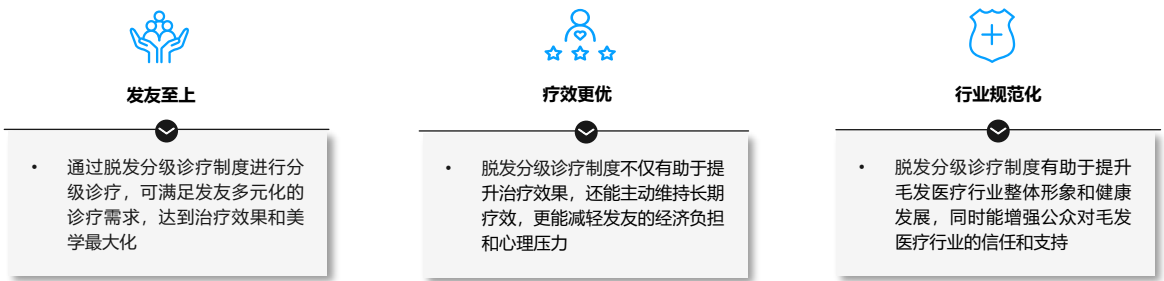 发友至上
• 通过脱发分级诊疗制度进行分
级诊疗，可满足发友多元化的
诊疗需求，达到治疗效果和美
学最大化
疗效更优
• 脱发分级诊疗制度不仅有助于提
升治疗效果，还能主动维持长期
疗效，更能减轻发友的经济负担
和心理压力
行业规范化
• 脱发分级诊疗制度有助于提升
毛发医疗行业整体形象和健康
发展，同时能增强公众对毛发
医疗行业的信任和支持